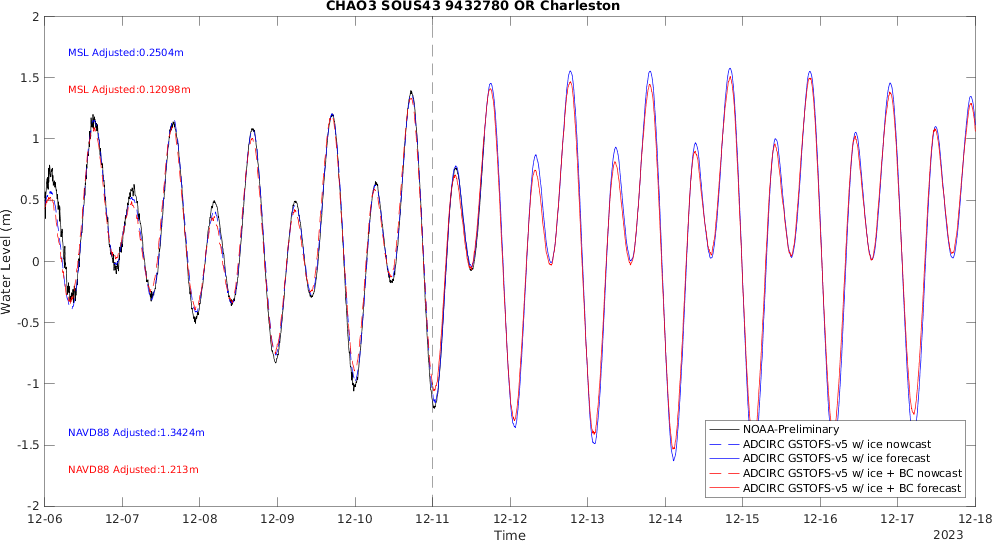 CHAO3 SOUS43 9432780 OR Charleston
MSL Adjusted:0.2504m
MSL Adjusted:0.12098m
NAVD88 Adjusted:1.3424m
NAVD88 Adjusted:1.213m
Water Level (m)
2
1.5
1
0.5
0
-0.5
-1
-1.5
-2
NOAA-Preliminary
ADCIRC GSTOFS-v5 w/ ice nowcast
ADCIRC GSTOFS-v5 w/ ice forecast
ADCIRC GSTOFS-v5 w/ ice + BC nowcast
ADCIRC GSTOFS-v5 w/ ice + BC forecast
12-06 12-07 12-08 12-09 12-10 12-11 12-12 12-13 12-14 12-15 12-16 12-17 12-18
Time
2023